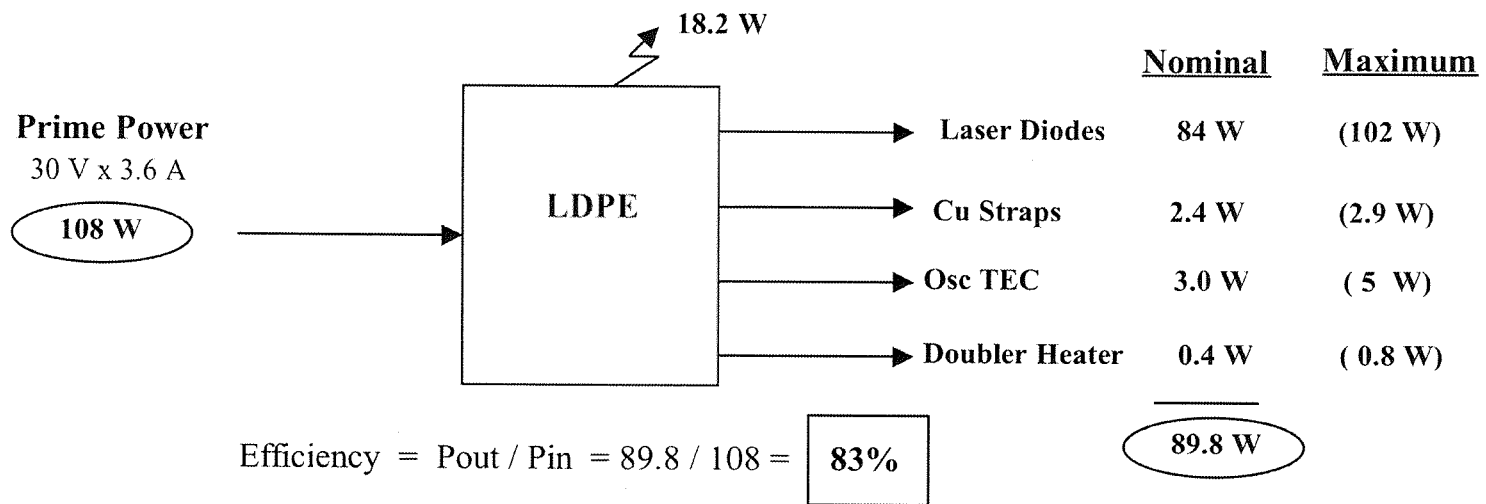 18.2 W
Nominal Maximum
Prime Power
30 V x 3.6 A
108 W
LDPE
Laser Diodes 84 W (102 W)
Cu Straps 2.4 W (2.9 W)
Osc TEC 3.0 W ( 5 W)
Doubler Heater 0.4 W ( 0.8 W)
89.8 W
Efficiency = Pout / Pin = 89.8 / 108 = 83%